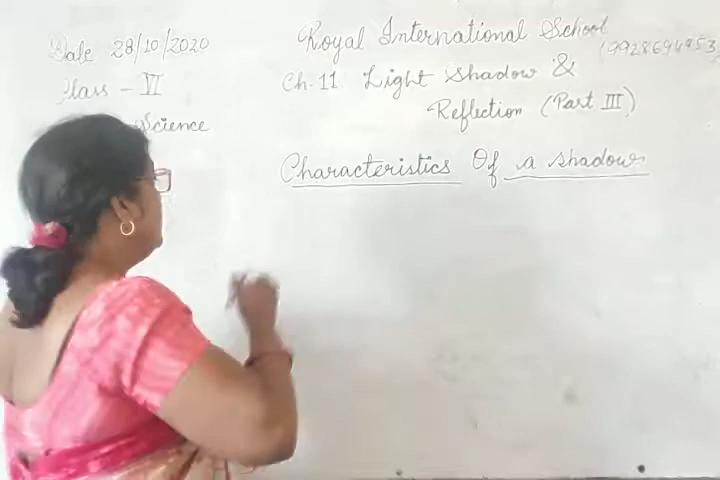 Date 28/10/2020
Class - VI
Science
Royal International School
Ch. 11 Light Shadow &
Reflection (Part III)
Characteristics Of a shadow